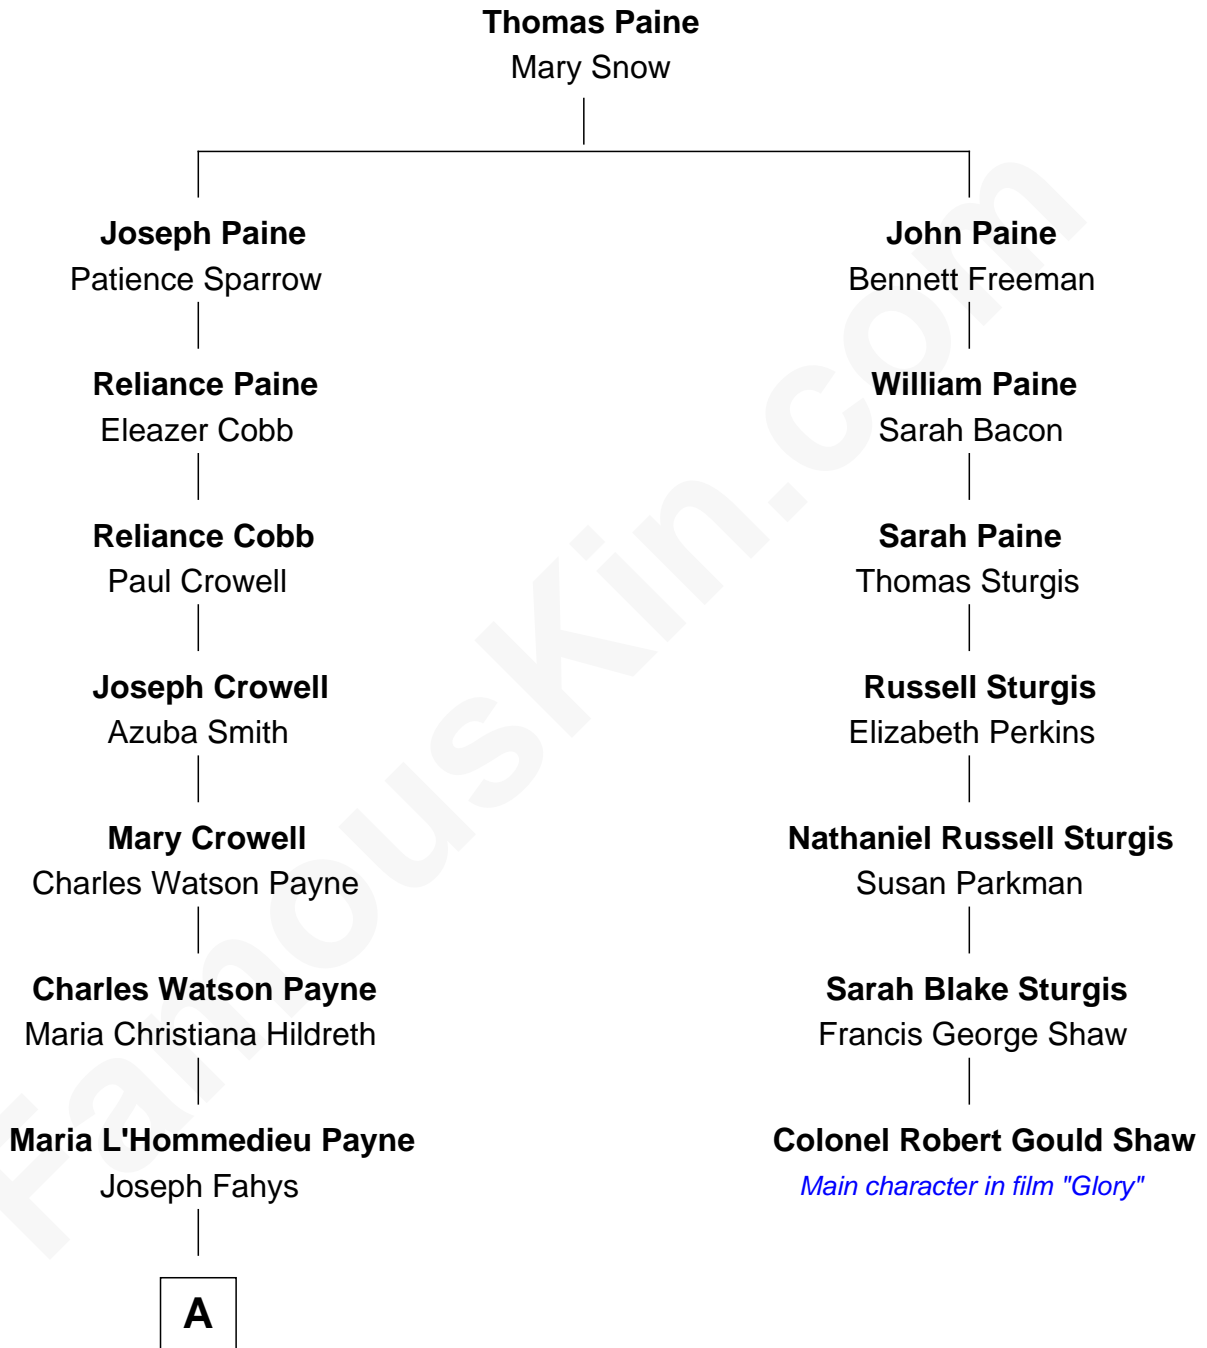 Thomas Paine
Mary Snow
Joseph Paine
Patience Sparrow
John Paine
Bennett Freeman
Reliance Paine
Eleazer Cobb
William Paine
Sarah Bacon
Reliance Cobb
Paul Crowell
Sarah Paine
Thomas Sturgis
Joseph Crowell
Azuba Smith
Russell Sturgis
Elizabeth Perkins
Mary Crowell
Charles Watson Payne
Nathaniel Russell Sturgis
Susan Parkman
Charles Watson Payne
Maria Christiana Hildreth
Sarah Blake Sturgis
Francis George Shaw
Maria L'Hommedieu Payne
Joseph Fahys
Colonel Robert Gould Shaw
Main character in film "Glory"
A
FamousKin.com